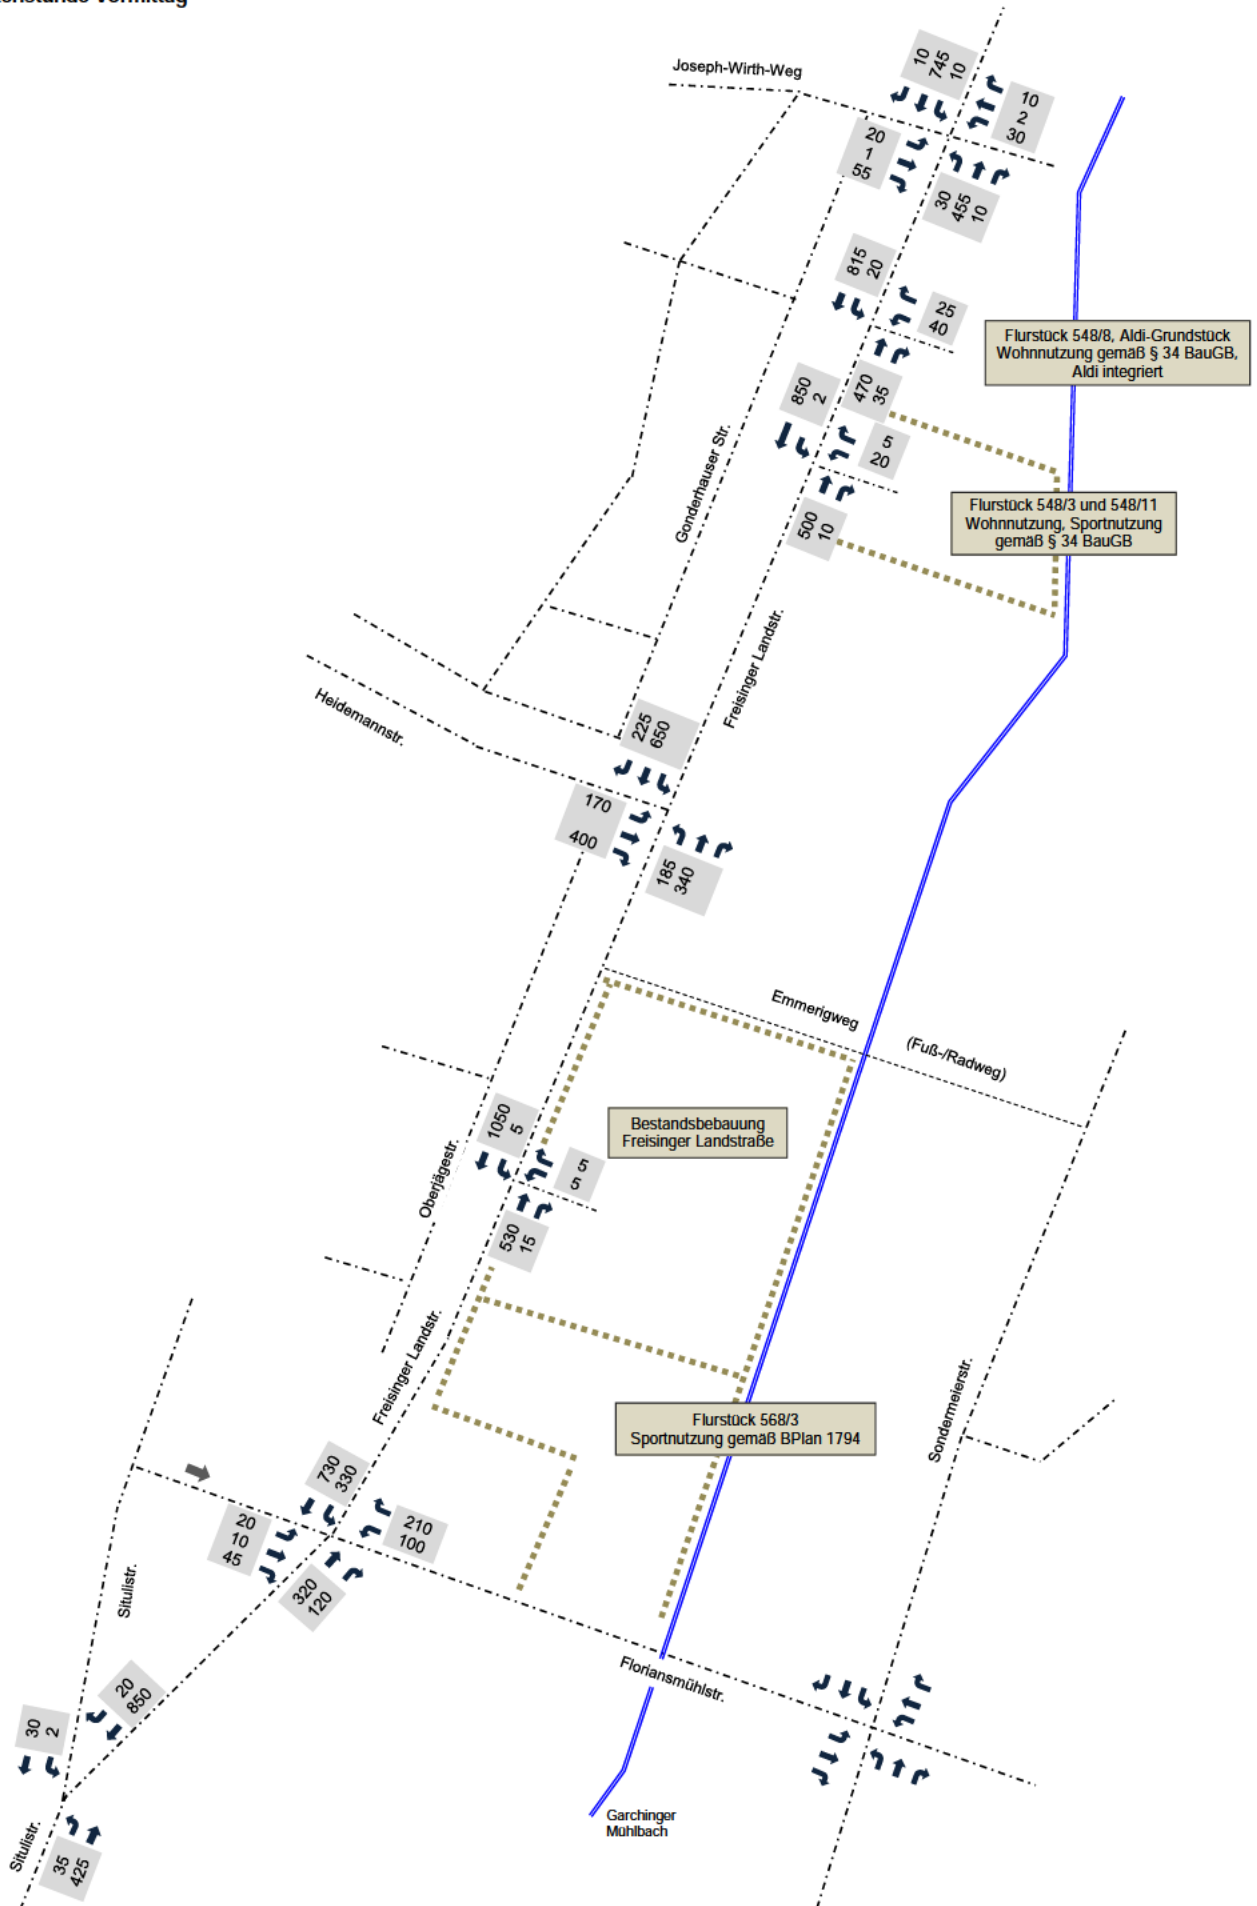 Joseph-Wirth-Weg
10
745
10
10
2
30
20
1
55
30
455
10
815
20
25
40
Flurstück 548/8, Aldi-Grundstück
Wohnnutzung gemäß § 34 BauGB,
Aldi integriert
470
35
850
2
5
20
Gonderhauser Str.
Flurstück 548/3 und 548/11
Wohnnutzung, Sportnutzung
gemäß § 34 BauGB
500
10
Freisinger Landstr.
Heidemannstr.
225
650
170
400
185
340
Emmerigweg
(Fuß-/Radweg)
Bestandsbebauung
Freisinger Landstraße
1050
5
5
5
Oberjägestr.
530
15
Freisinger Landstr.
Flurstück 568/3
Sportnutzung gemäß BPlan 1794
Sondermeierstr.
730
330
20
10
45
210
100
320
120
Situlistr.
Floriansmühlstr.
20
850
30
2
Garchinger
Mühlbach
Situlistr.
35
425